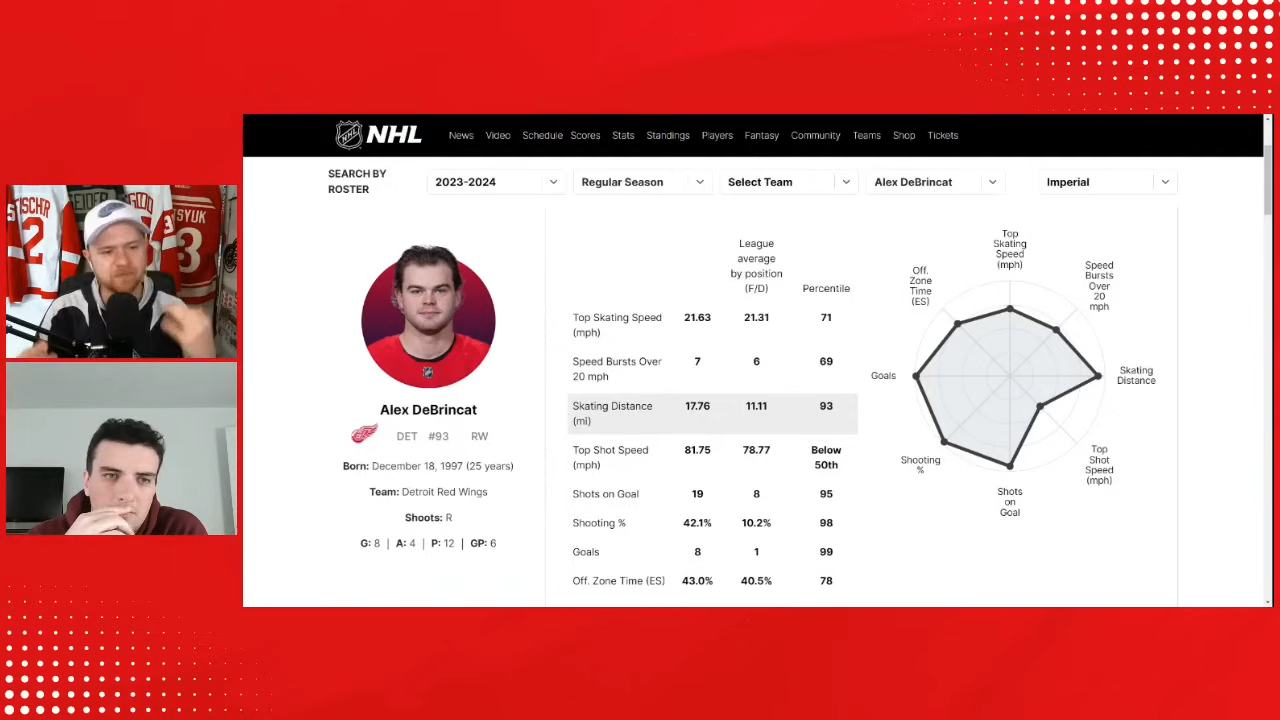 NHL
News Video Schedule Scores Stats Standings Players Fantasy Community Teams Shop Tickets
SEARCH BY
ROSTER
2023-2024
Regular Season
Select Team
Alex DeBrincat
Imperial
Alex DeBrincat
DET #93 RW
Born: December 18, 1997 (25 years)
Team: Detroit Red Wings
Shoots: R
G: 8 | A: 4 | P: 12 | GP: 6
League
average
by position
(F/D)
Percentile
Top Skating Speed
(mph)
21.63 21.31 71
Speed Bursts Over
20 mph
7 6 69
Skating Distance
(mi)
17.76 11.11 93
Top Shot Speed
(mph)
81.75 78.77 Below
50th
Shots on Goal 19 8 95
Shooting % 42.1% 10.2% 98
Goals 8 1 99
Off. Zone Time (ES) 43.0% 40.5% 78
Top
Skating
Speed
(mph)
Speed
Bursts
Over
20
mph
Skating
Distance
Top
Shot
Speed
(mph)
Shots
on
Goal
Shooting
%
Goals
Off.
Zone
Time
(ES)
SEIDER
2
SYUK
3